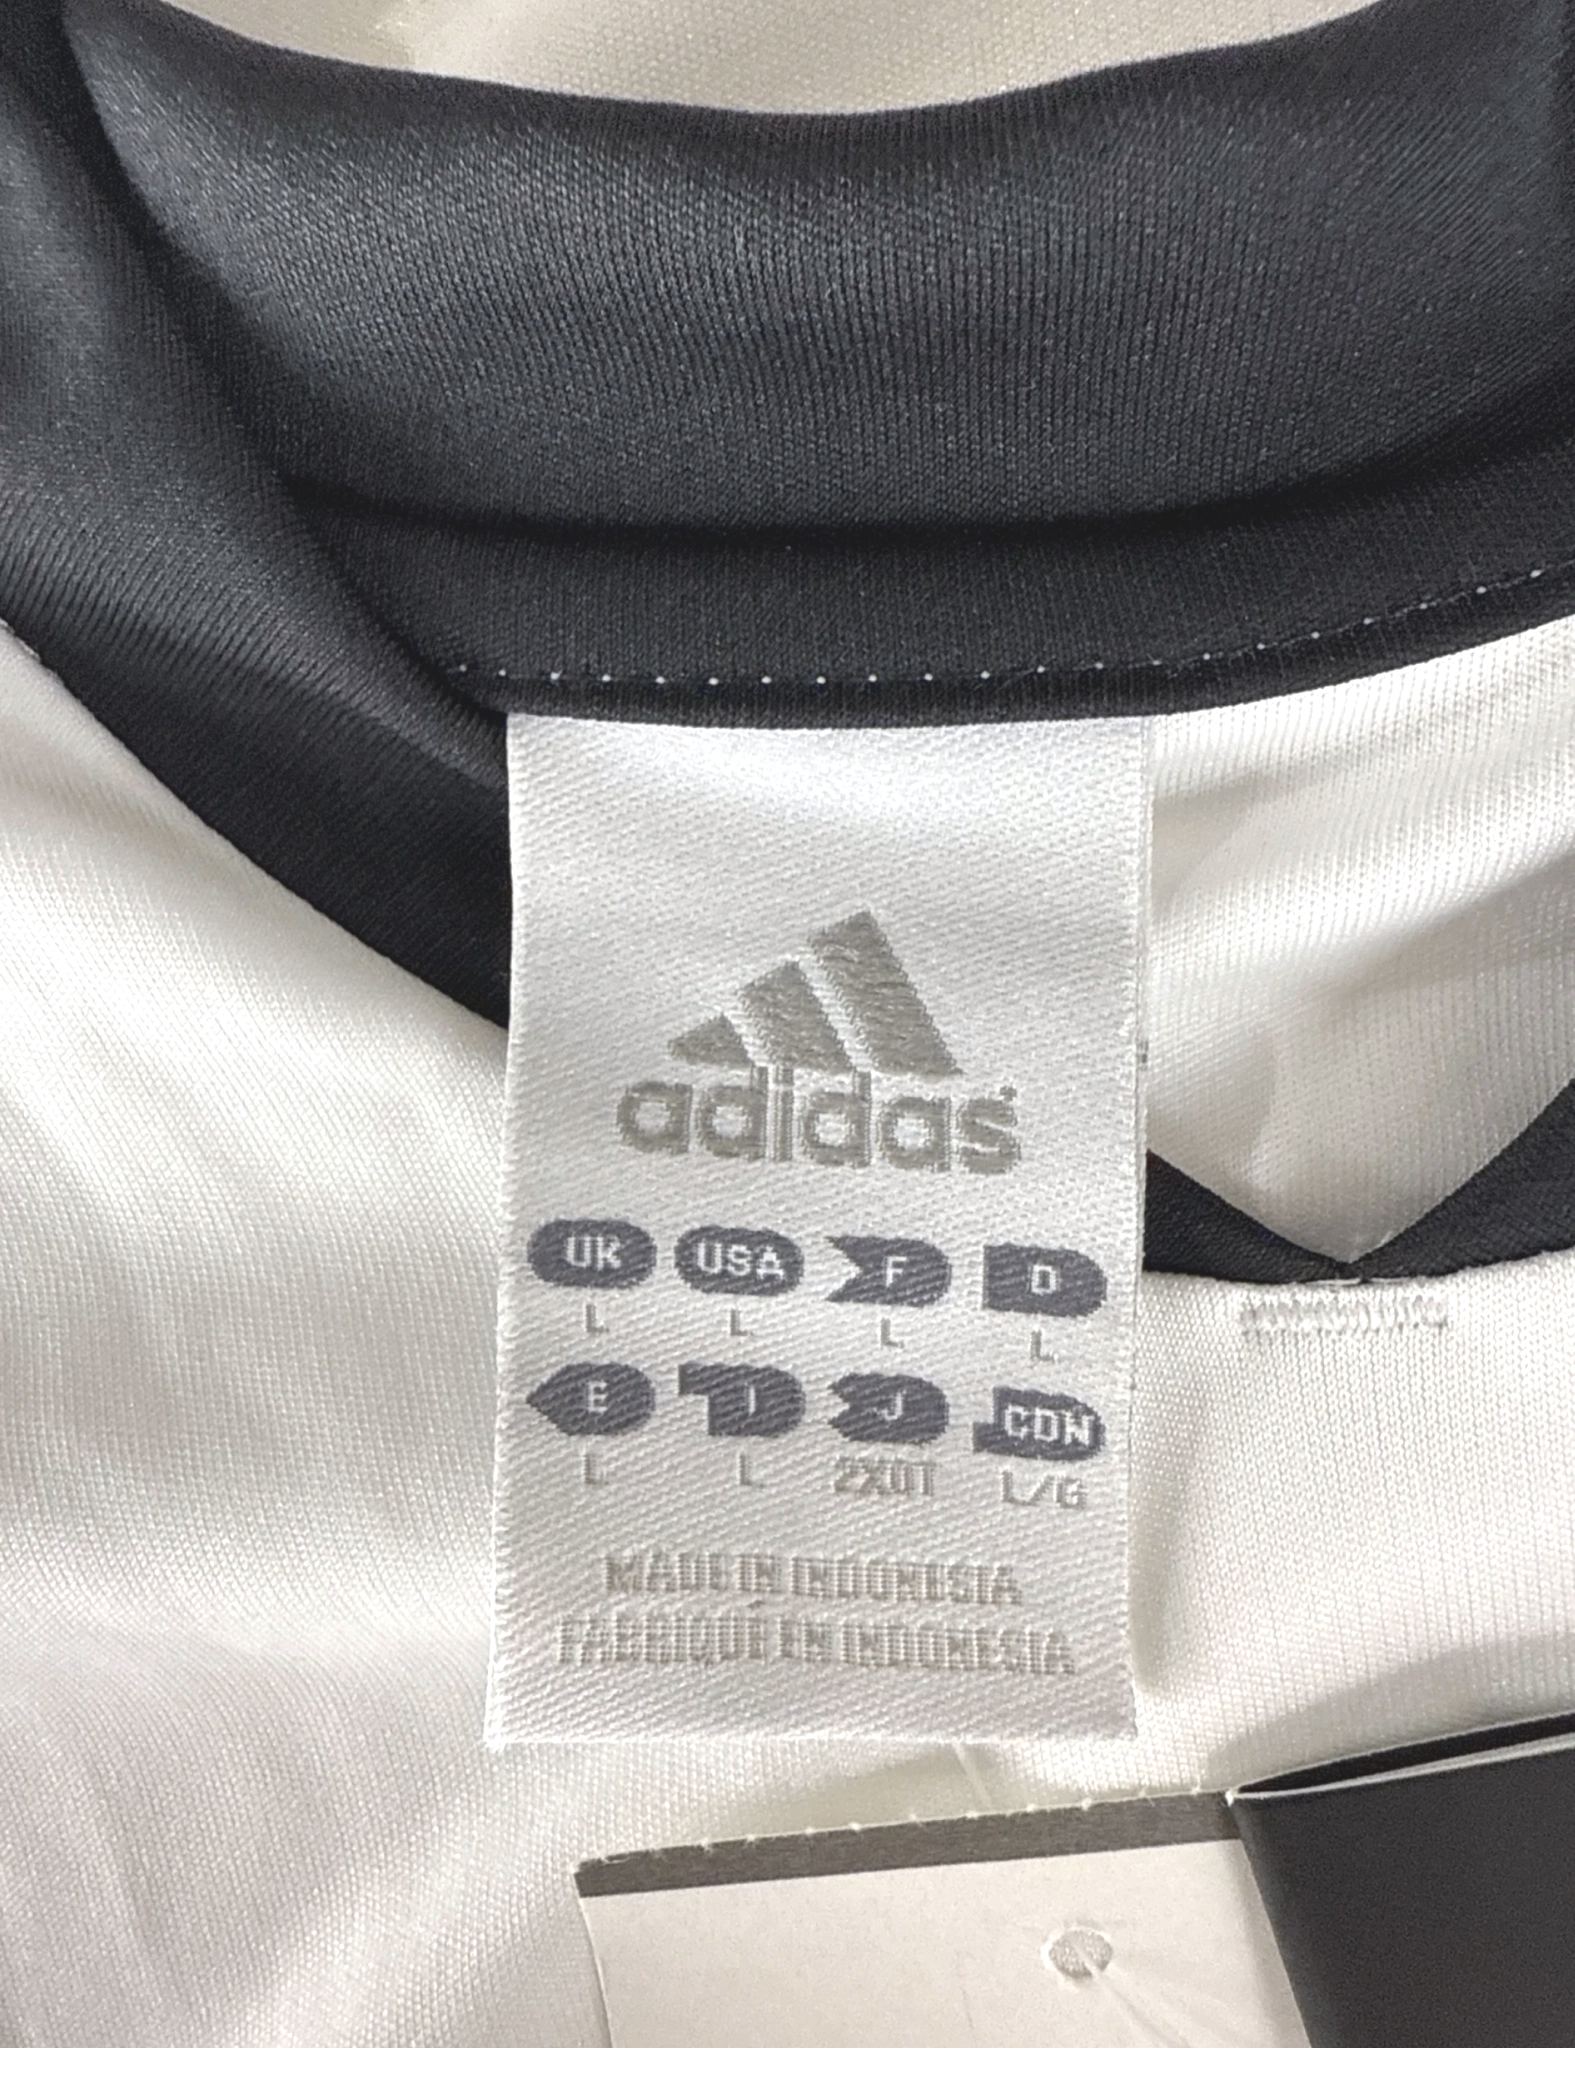 adidas
UK USA F D
L L L L
E I J CDN
L L 2XOT L/G
MADE IN INDONESIA
FABRIQUÉ EN INDONESIA